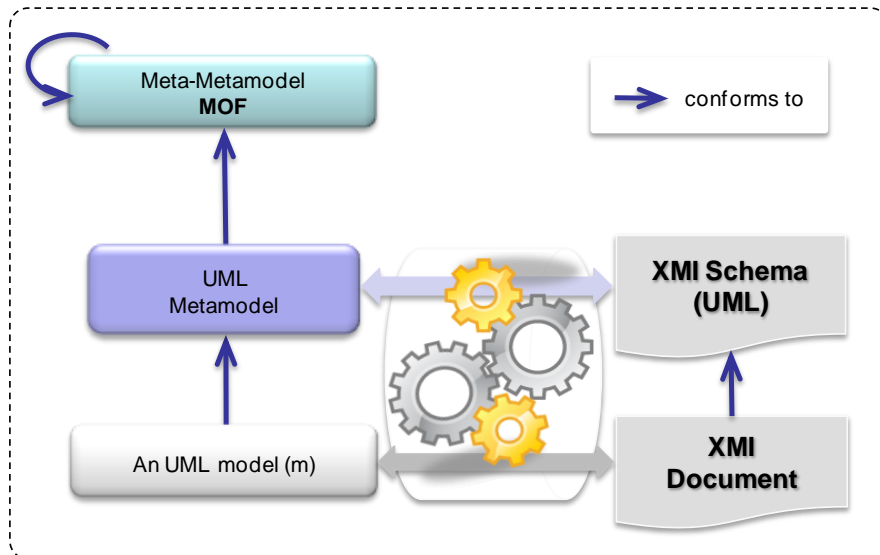 Meta-Metamodel
MOF
conforms to
UML
Metamodel
XMI Schema
(UML)
An UML model (m)
XMI
Document